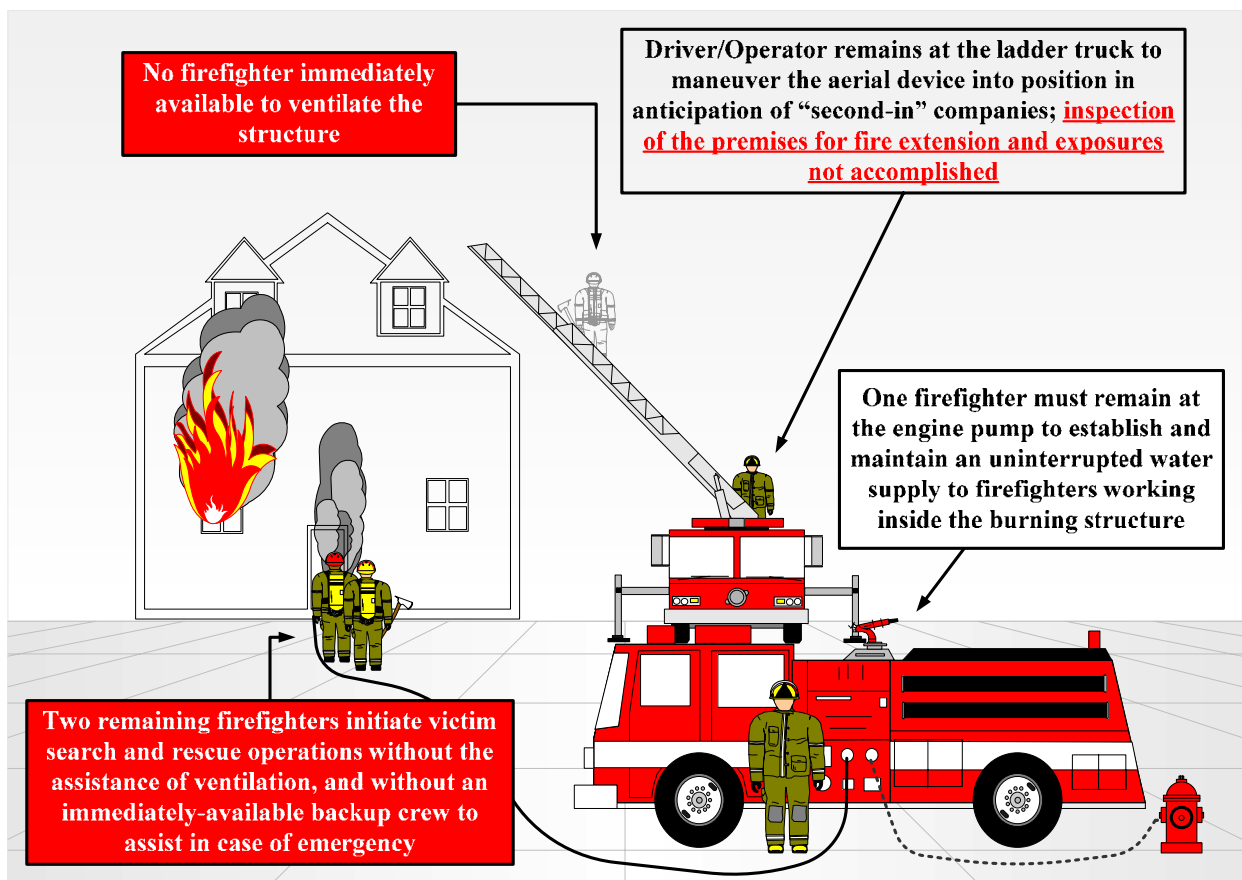 No firefighter immediately
available to ventilate the
structure
Driver/Operator remains at the ladder truck to
maneuver the aerial device into position in
anticipation of “second-in” companies; inspection
of the premises for fire extension and exposures
not accomplished
One firefighter must remain at
the engine pump to establish and
maintain an uninterrupted water
supply to firefighters working
inside the burning structure
Two remaining firefighters initiate victim
search and rescue operations without the
assistance of ventilation, and without an
immediately-available backup crew to
assist in case of emergency